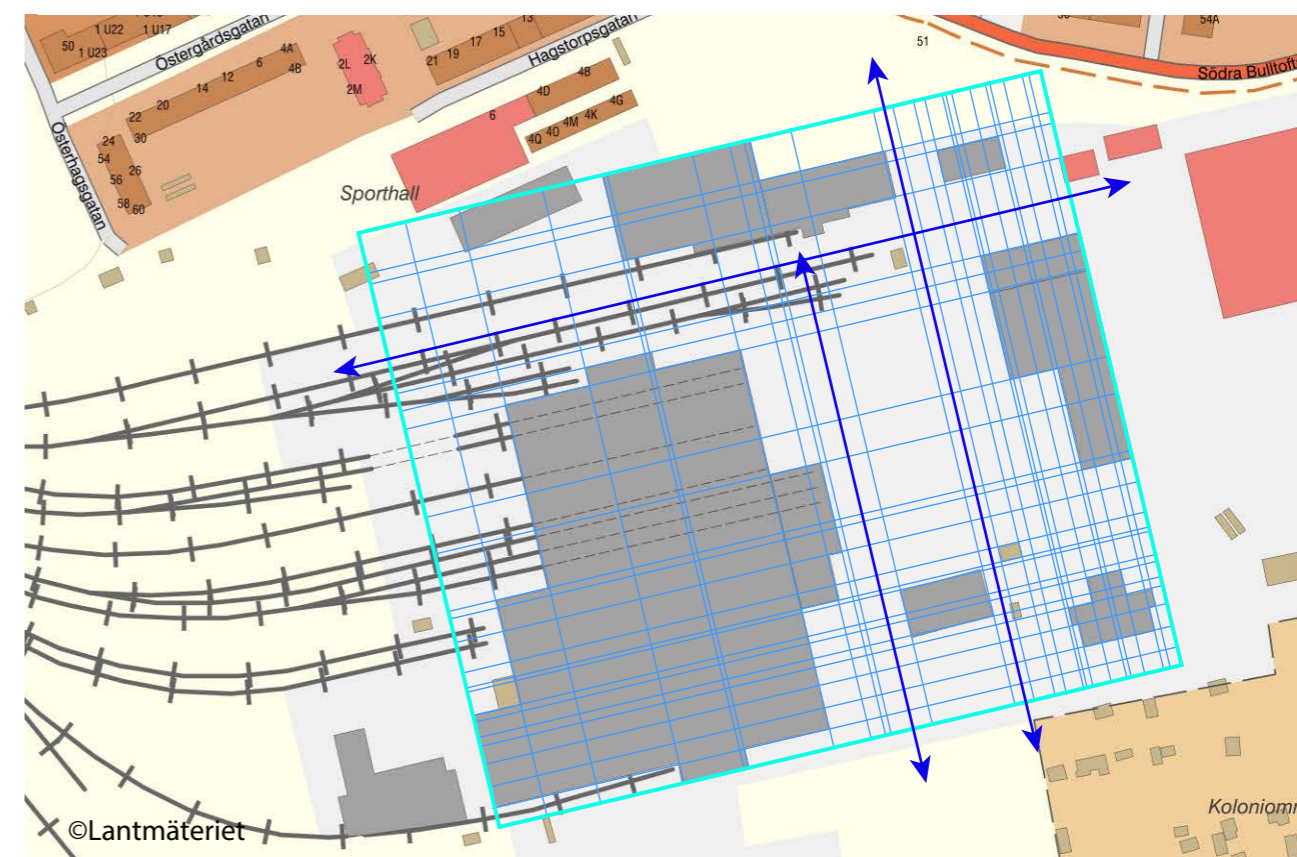 1 U22
1 U17
50
1 U23
Östergårdsgatan
4A
4B
6
12
14
20
22
30
24
54
26
56
58
60
Österhagsgatan
2L
2K
2M
13
15
17
19
21
Hagstorpsgatan
4B
4D
4G
6
4K
4M
4O
4Q
Sporthall
51
54A
Södra Bulltoft
Koloniomr
©Lantmäteriet